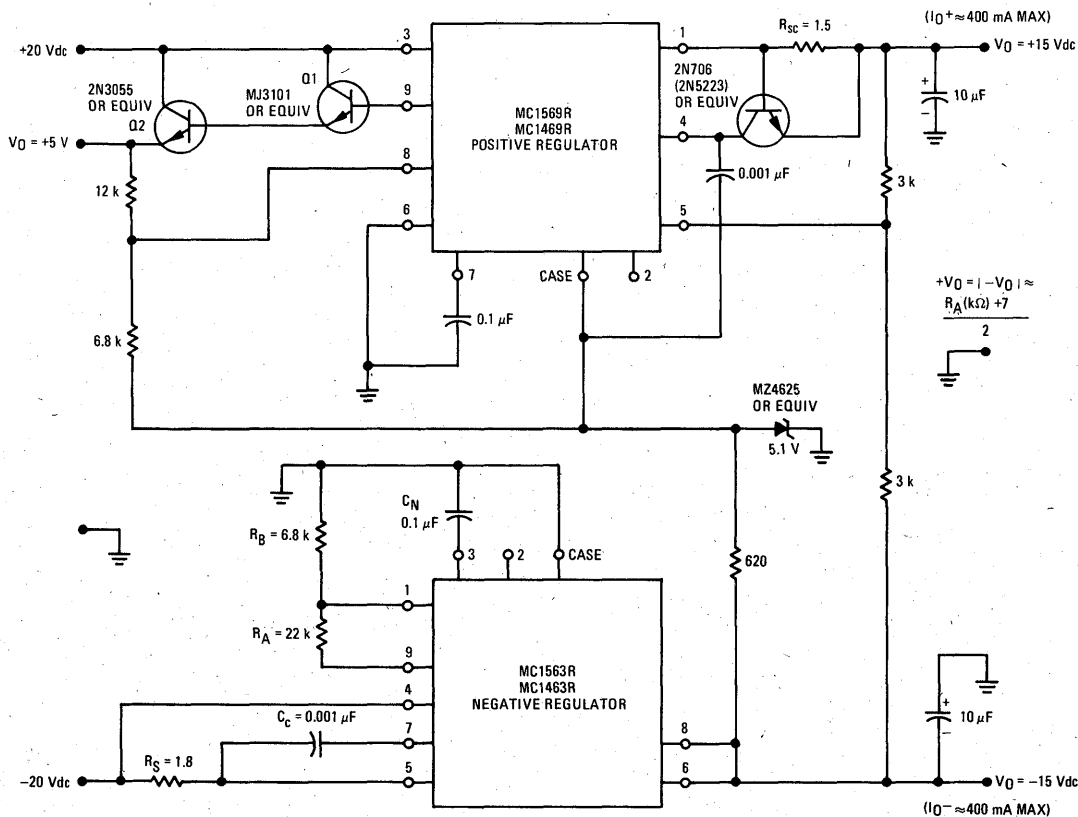 (IO+ ≈ 400 mA MAX)
+20 Vdc
3
1
RSC = 1.5
VO = +15 Vdc
2N3055
OR EQUIV
Q2
Q1
MJ3101
OR EQUIV
9
MC1569R
MC1469R
POSITIVE REGULATOR
2N706
(2N5223)
OR EQUIV
4
+
−
10 µF
VO = +5 V
8
0.001 µF
12 k
3 k
6
5
7
CASE
2
0.1 µF
+VO = | −VO | ≈
RA(kΩ) +7
2
6.8 k
MZ4625
OR EQUIV
5.1 V
3 k
CN
0.1 µF
RB = 6.8 k
3
2
CASE
620
1
RA = 22 k
9
MC1563R
MC1463R
NEGATIVE REGULATOR
4
CC = 0.001 µF
7
8
+
10 µF
−20 Vdc
RS = 1.8
5
6
VO = −15 Vdc
(IO− ≈ 400 mA MAX)